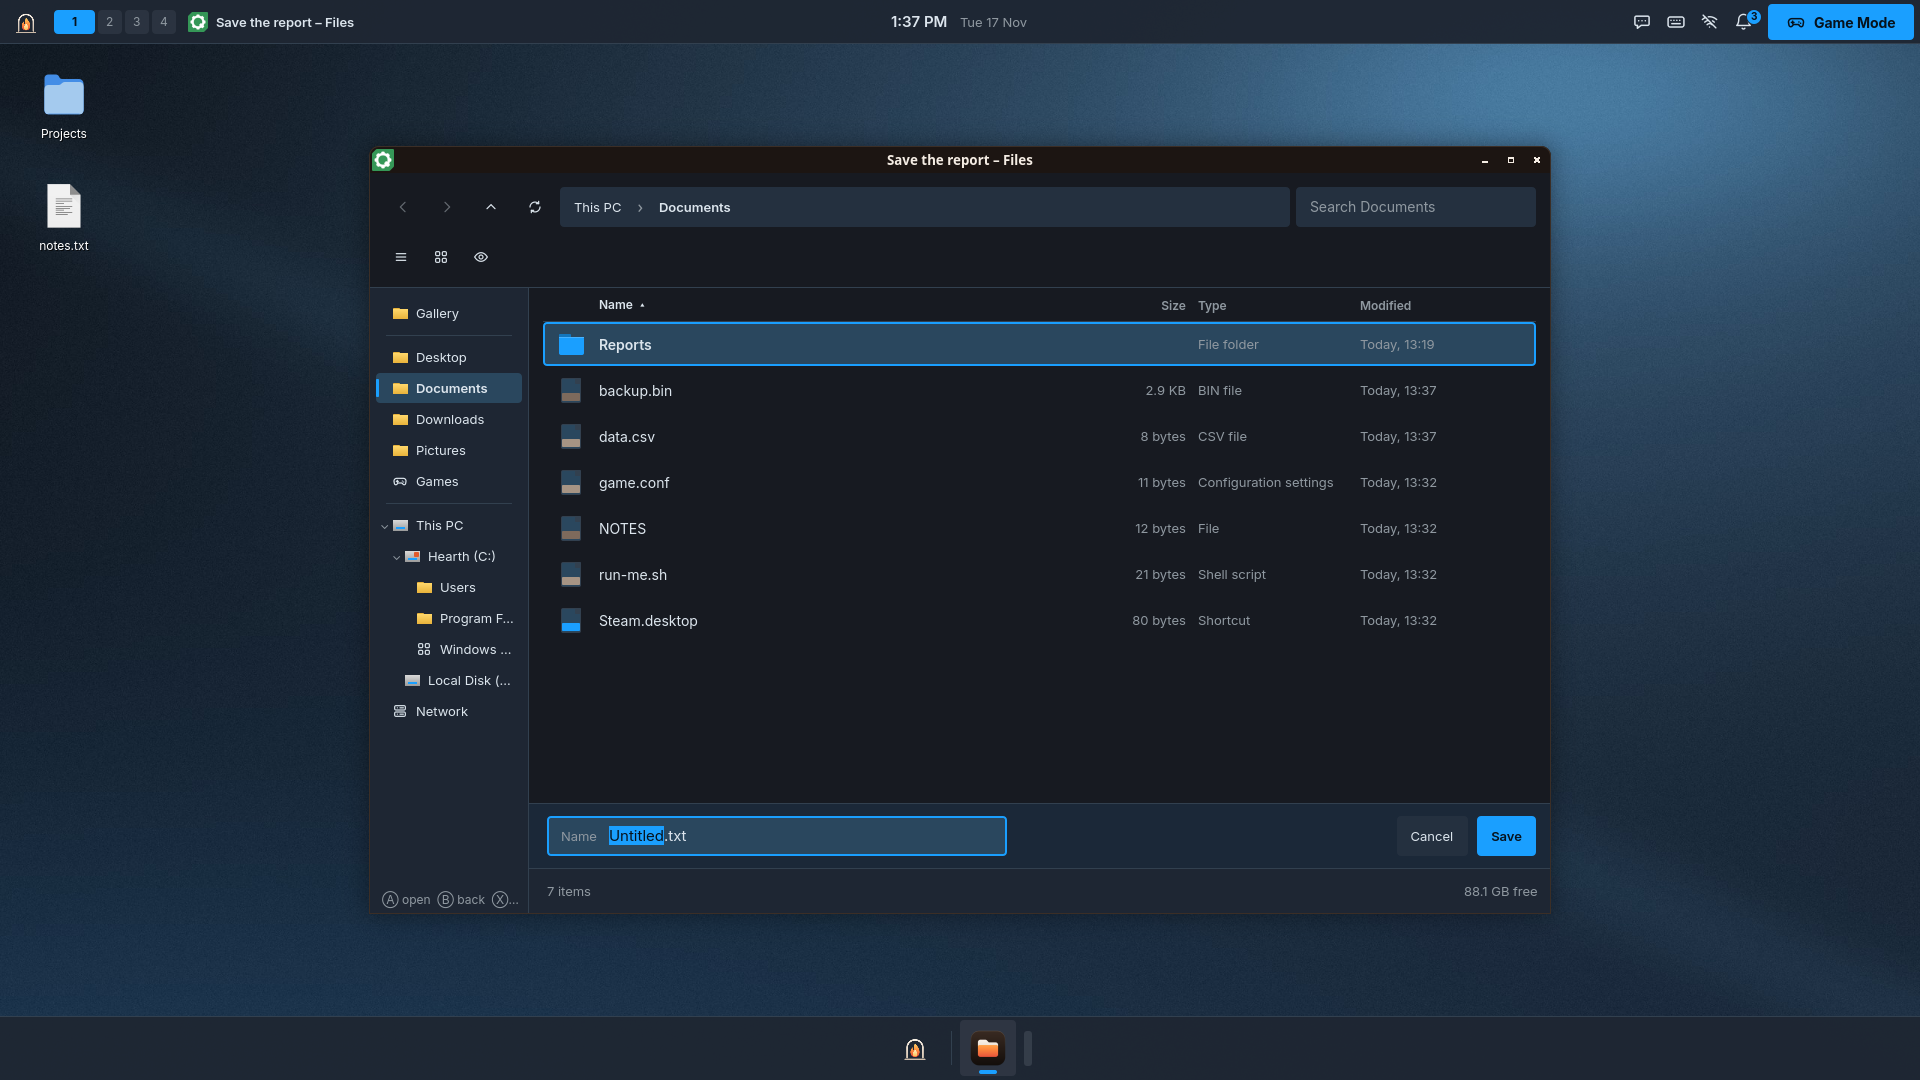 1 2 3 4 Save the report – Files 1:37 PM Tue 17 Nov 3 Game Mode
Projects
notes.txt
Save the report – Files
This PC › Documents Search Documents
Gallery
Desktop
Documents
Downloads
Pictures
Games
This PC
Hearth (C:)
Users
Program F...
Windows ...
Local Disk (...
Network
A open B back X...
Name Size Type Modified
Reports File folder Today, 13:19
backup.bin 2.9 KB BIN file Today, 13:37
data.csv 8 bytes CSV file Today, 13:37
game.conf 11 bytes Configuration settings Today, 13:32
NOTES 12 bytes File Today, 13:32
run-me.sh 21 bytes Shell script Today, 13:32
Steam.desktop 80 bytes Shortcut Today, 13:32
Name Untitled.txt Cancel Save
7 items 88.1 GB free